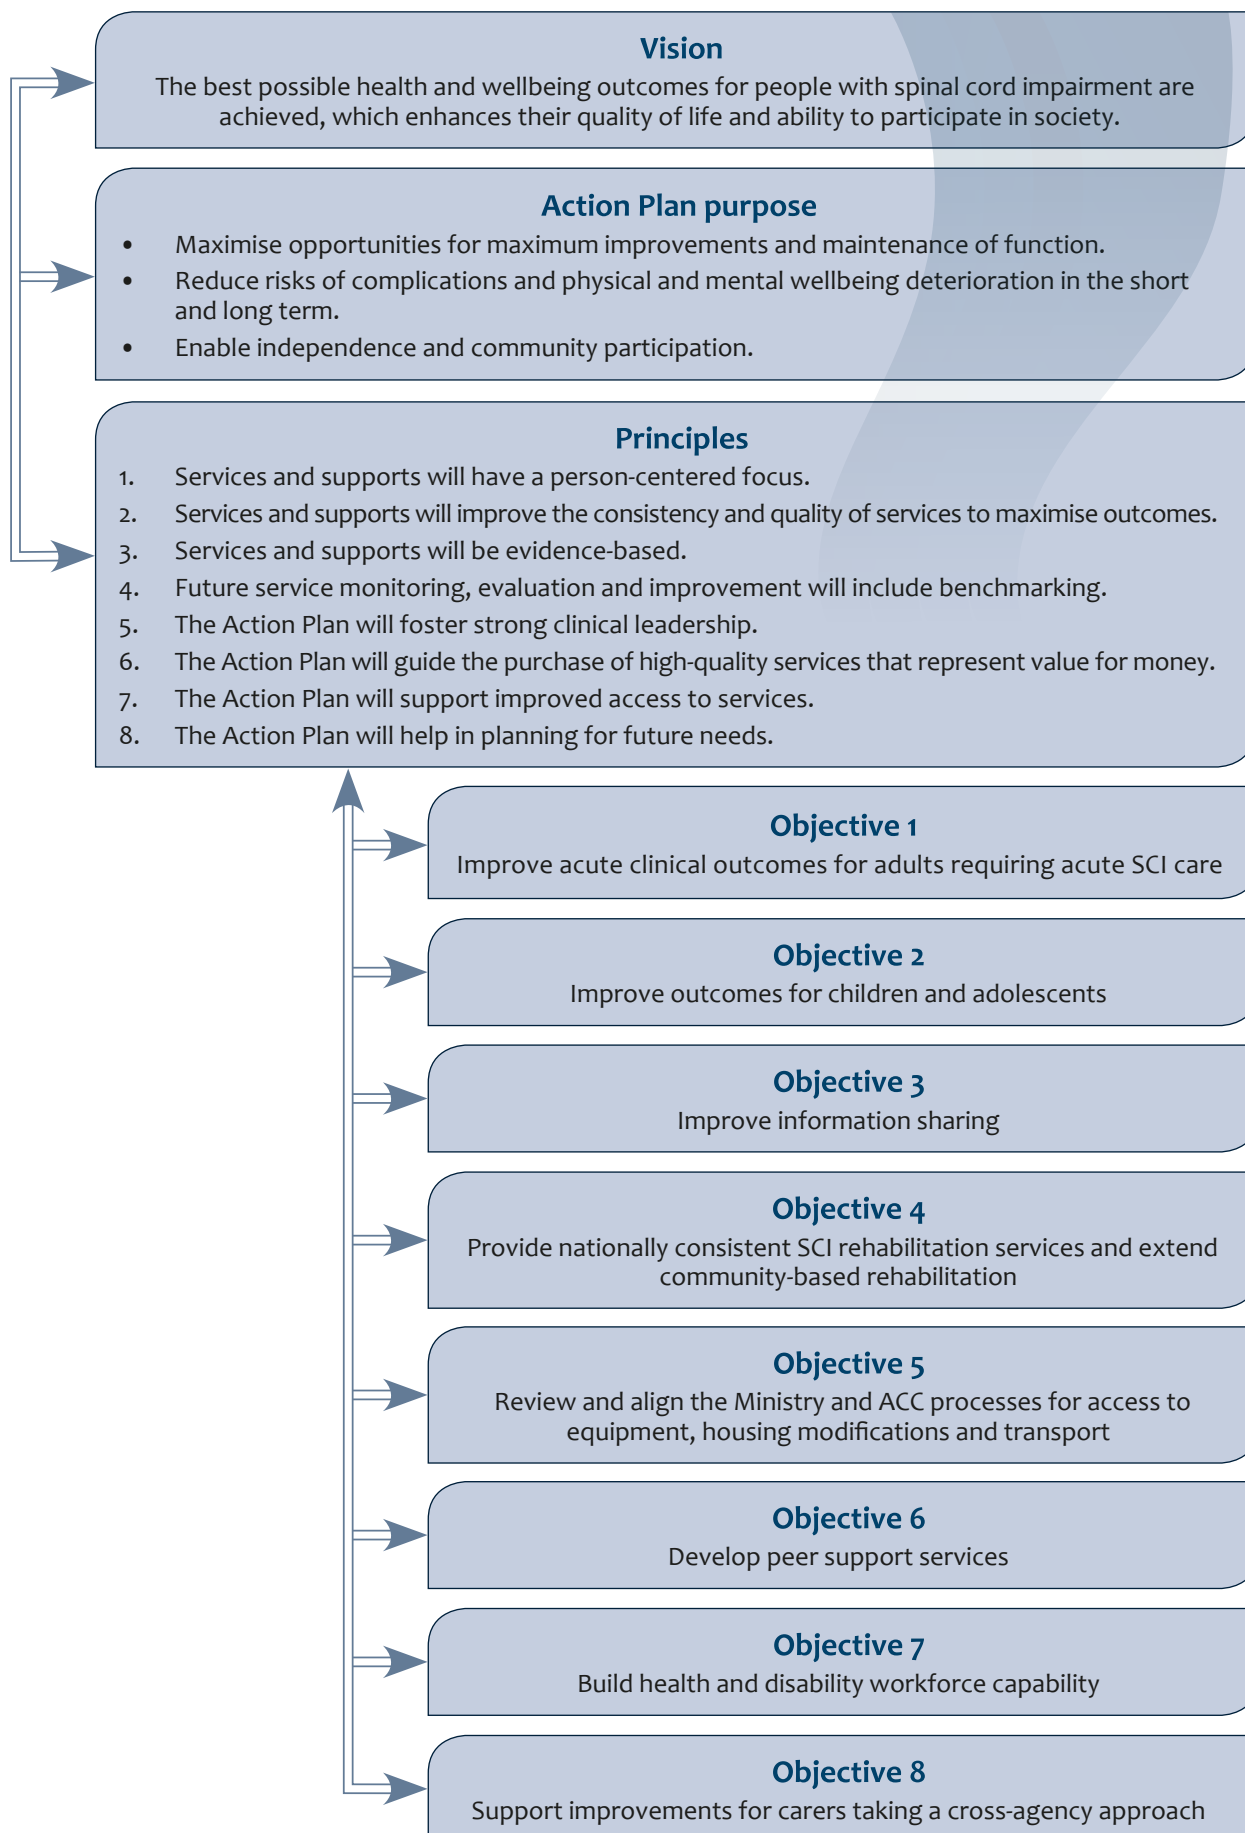 Vision
The best possible health and wellbeing outcomes for people with spinal cord impairment are
achieved, which enhances their quality of life and ability to participate in society.
Action Plan purpose
• Maximise opportunities for maximum improvements and maintenance of function.
• Reduce risks of complications and physical and mental wellbeing deterioration in the short
and long term.
• Enable independence and community participation.
Principles
1. Services and supports will have a person-centered focus.
2. Services and supports will improve the consistency and quality of services to maximise outcomes.
3. Services and supports will be evidence-based.
4. Future service monitoring, evaluation and improvement will include benchmarking.
5. The Action Plan will foster strong clinical leadership.
6. The Action Plan will guide the purchase of high-quality services that represent value for money.
7. The Action Plan will support improved access to services.
8. The Action Plan will help in planning for future needs.
Objective 1
Improve acute clinical outcomes for adults requiring acute SCI care
Objective 2
Improve outcomes for children and adolescents
Objective 3
Improve information sharing
Objective 4
Provide nationally consistent SCI rehabilitation services and extend
community-based rehabilitation
Objective 5
Review and align the Ministry and ACC processes for access to
equipment, housing modifications and transport
Objective 6
Develop peer support services
Objective 7
Build health and disability workforce capability
Objective 8
Support improvements for carers taking a cross-agency approach